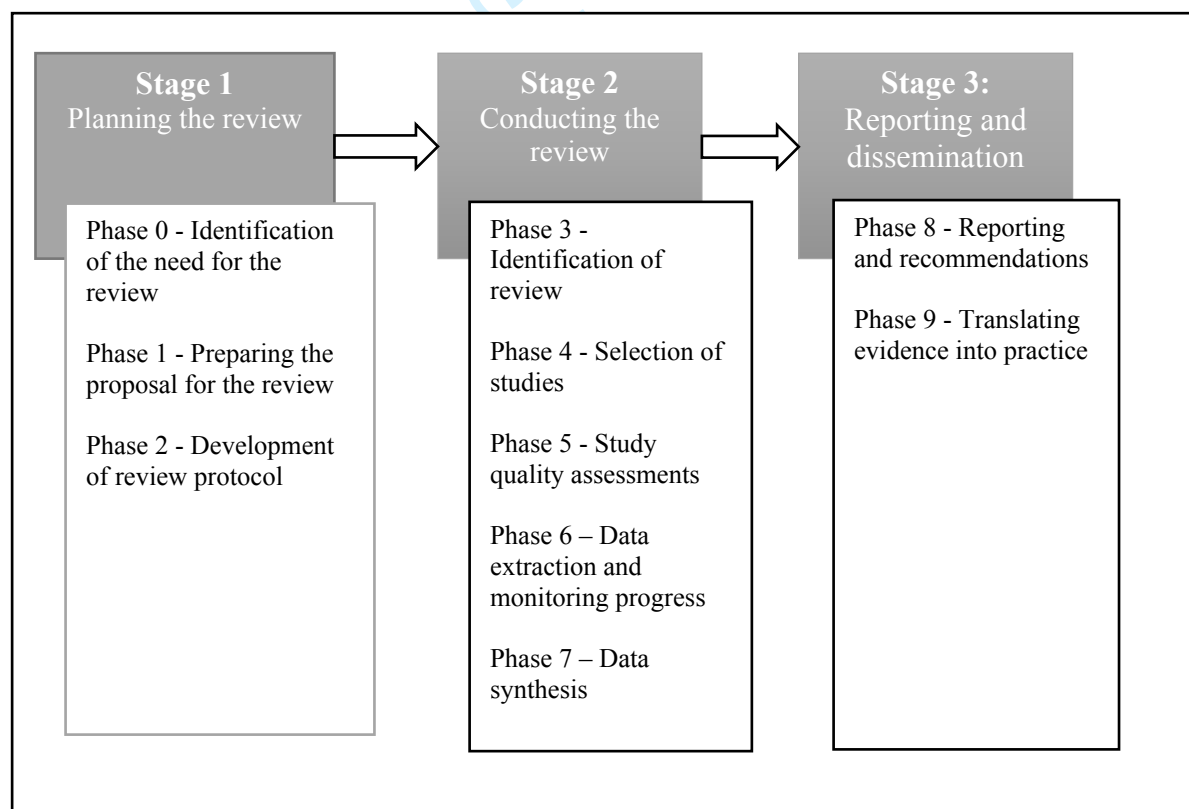 Stage 1
Planning the review
Phase 0 - Identification
of the need for the
review
Phase 1 - Preparing the
proposal for the review
Phase 2 - Development
of review protocol
Stage 2
Conducting the
review
Phase 3 -
Identification of
review
Phase 4 - Selection of
studies
Phase 5 - Study
quality assessments
Phase 6 – Data
extraction and
monitoring progress
Phase 7 – Data
synthesis
Stage 3:
Reporting and
dissemination
Phase 8 - Reporting
and recommendations
Phase 9 - Translating
evidence into practice